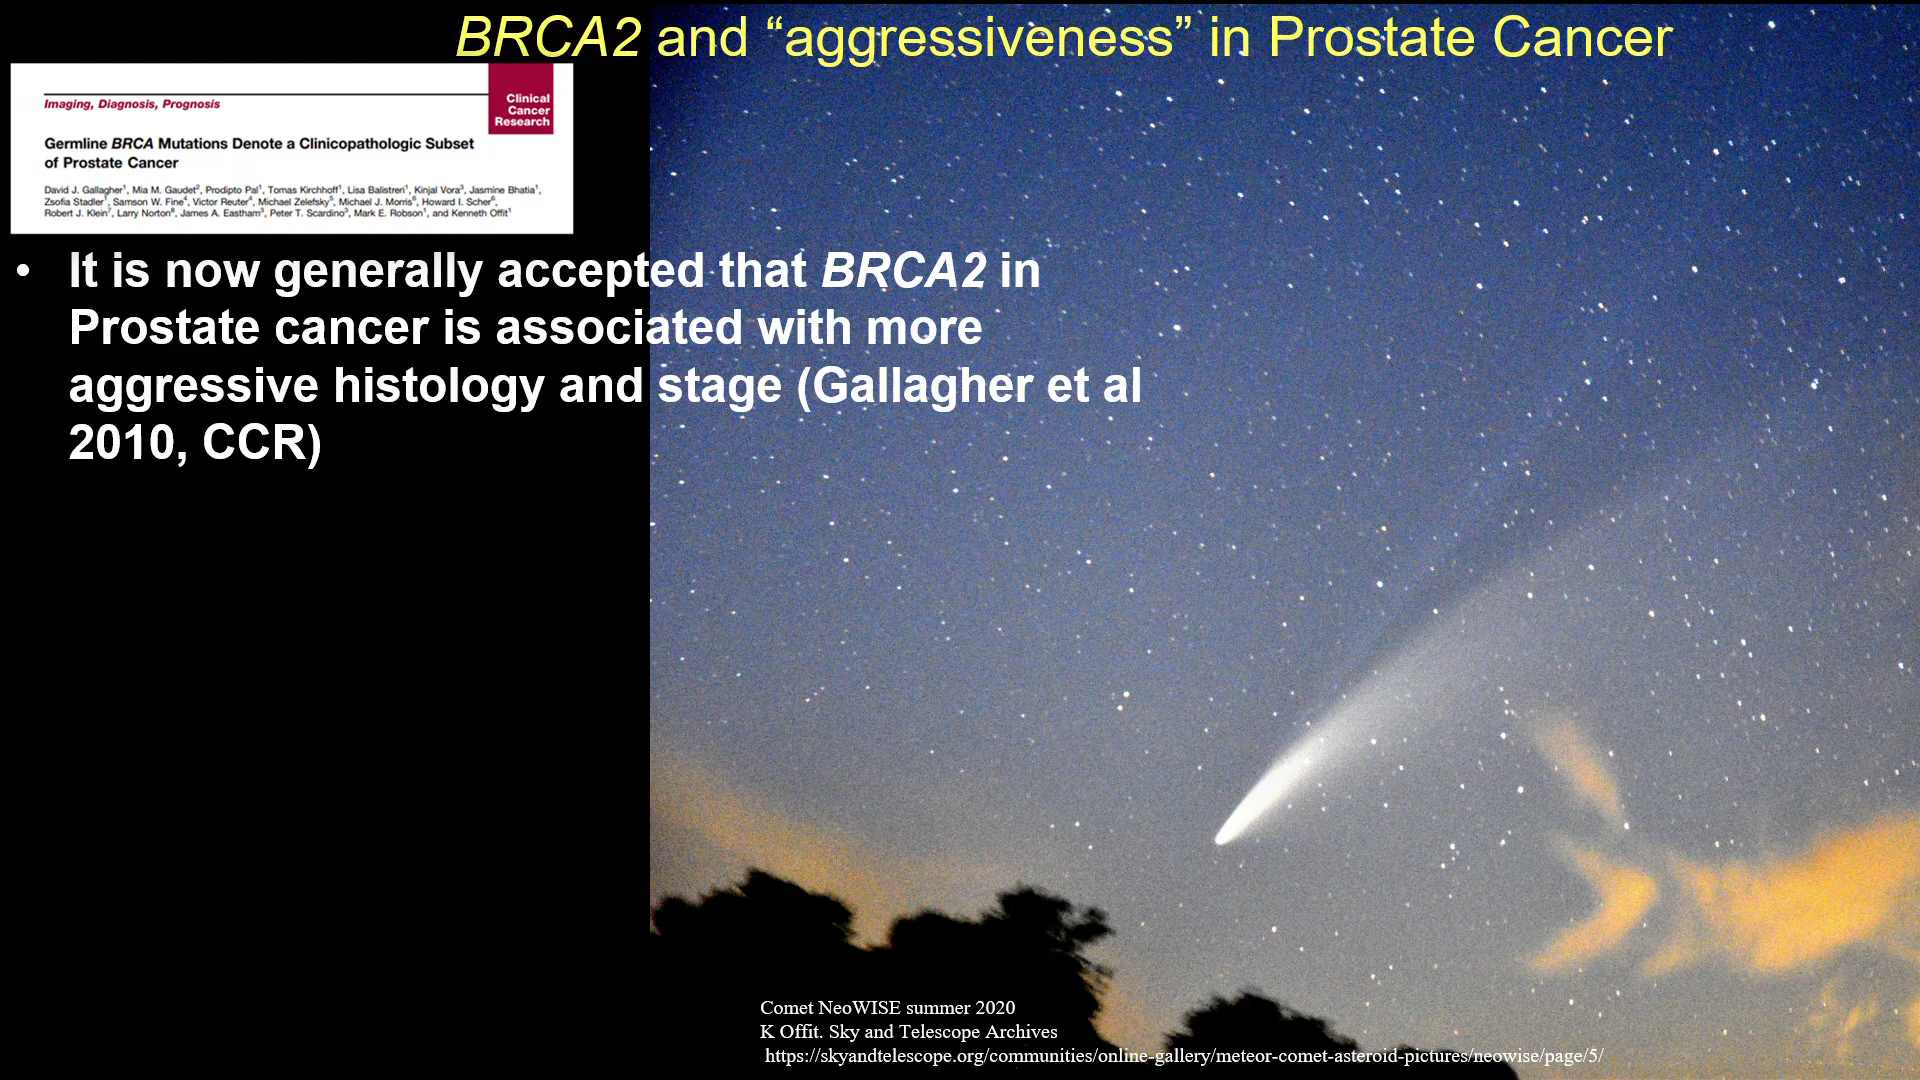 BRCA2 and “aggressiveness” in Prostate Cancer
Imaging, Diagnosis, Prognosis
Clinical
Cancer
Research
Germline BRCA Mutations Denote a Clinicopathologic Subset
of Prostate Cancer
David J. Gallagher1, Mia M. Gaudet2, Prodipto Pal1, Tomas Kirchhoff1, Lisa Balistreri1, Kinjal Vora3, Jasmine Bhatia1,
Zsofia Stadler1, Samson W. Fine4, Victor Reuter4, Michael Zelefsky5, Michael J. Morris6, Howard I. Scher6,
Robert J. Klein7, Larry Norton8, James A. Eastham3, Peter T. Scardino3, Mark E. Robson1, and Kenneth Offit1
• It is now generally accepted that BRCA2 in
Prostate cancer is associated with more
aggressive histology and stage (Gallagher et al
2010, CCR)
Comet NeoWISE summer 2020
K Offit. Sky and Telescope Archives
https://skyandtelescope.org/communities/online-gallery/meteor-comet-asteroid-pictures/neowise/page/5/